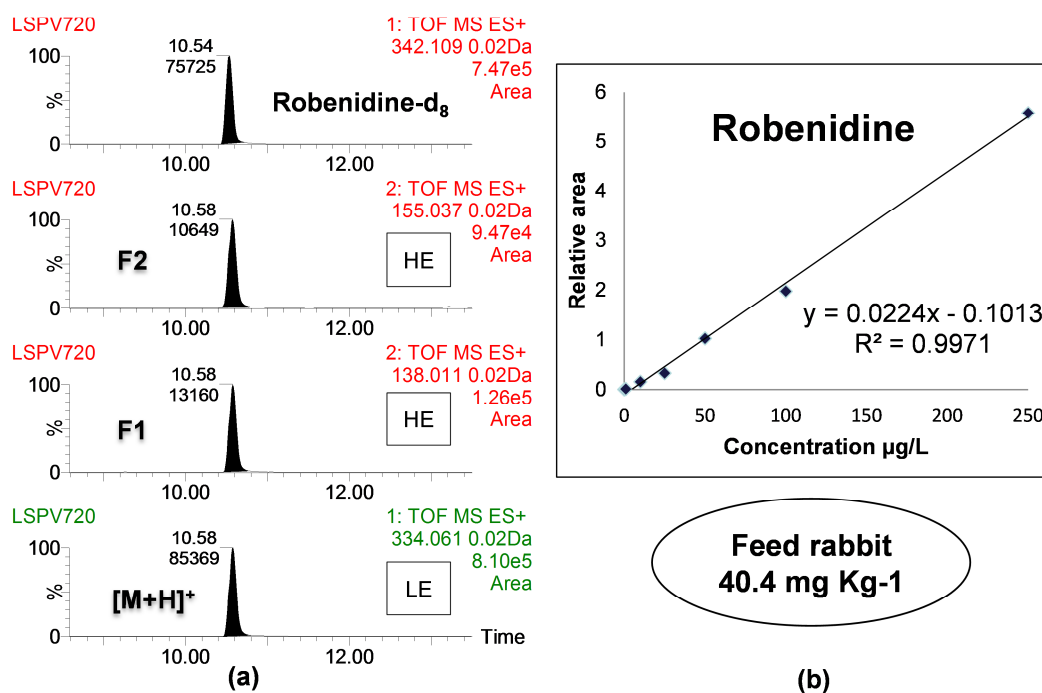 LSPV720
1: TOF MS ES+
342.109 0.02Da
7.47e5
Area
10.54
75725
100
%
0
Robenidine-d8
10.00
12.00
LSPV720
2: TOF MS ES+
155.037 0.02Da
9.47e4
Area
10.58
10649
100
%
0
F2
HE
10.00
12.00
LSPV720
2: TOF MS ES+
138.011 0.02Da
1.26e5
Area
10.58
13160
100
%
0
F1
HE
10.00
12.00
LSPV720
1: TOF MS ES+
334.061 0.02Da
8.10e5
Area
10.58
85369
100
%
0
[M+H]+
LE
Time
10.00
12.00
(a)
Robenidine
Relative area
6
5
4
3
2
1
0
y = 0.0224x - 0.1013
R² = 0.9971
0
50
100
150
200
250
Concentration µg/L
Feed rabbit
40.4 mg Kg-1
(b)